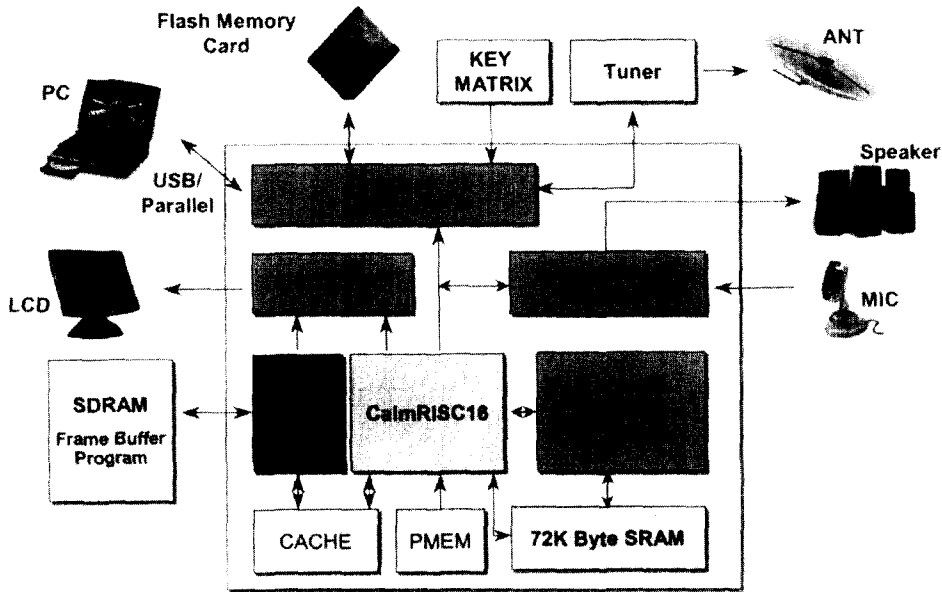 Flash Memory
Card
KEY
MATRIX
Tuner
ANT
PC
USB/
Parallel
Speaker
LCD
MIC
SDRAM
Frame Buffer
Program
CalmRISC16
CACHE
PMEM
72K Byte SRAM